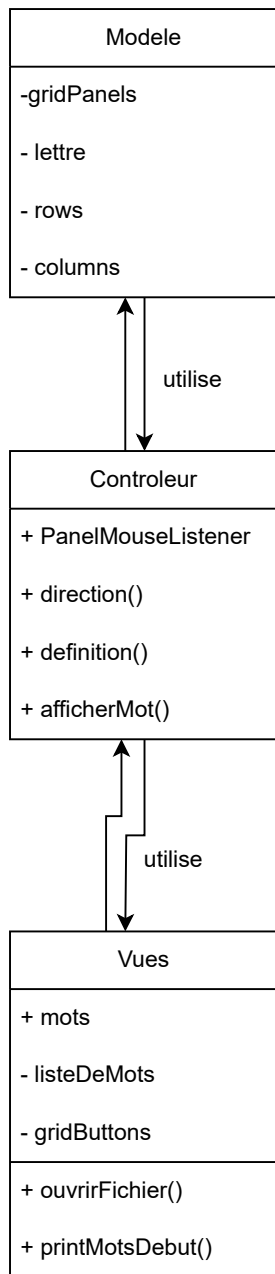 Modele
-gridPanels
- lettre
- rows
- columns
utilise
Controleur
+ PanelMouseListener
+ direction()
+ definition()
+ afficherMot()
utilise
Vues
+ mots
- listeDeMots
- gridButtons
+ ouvrirFichier()
+ printMotsDebut()